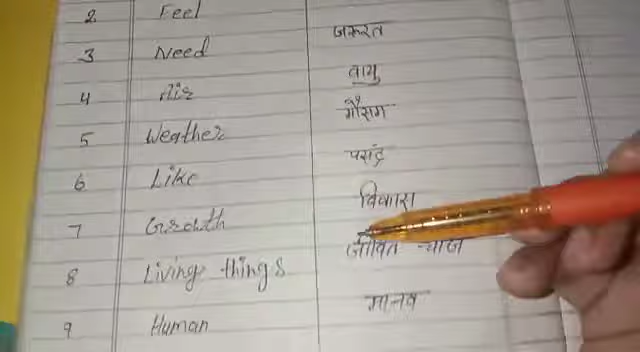 2 Feel
3 Need जरूरत
4 Air वायु
5 Weather मौसम
6 Like पसंद
7 Growth विकास
8 Living things जीवित चीज
9 Human मानव